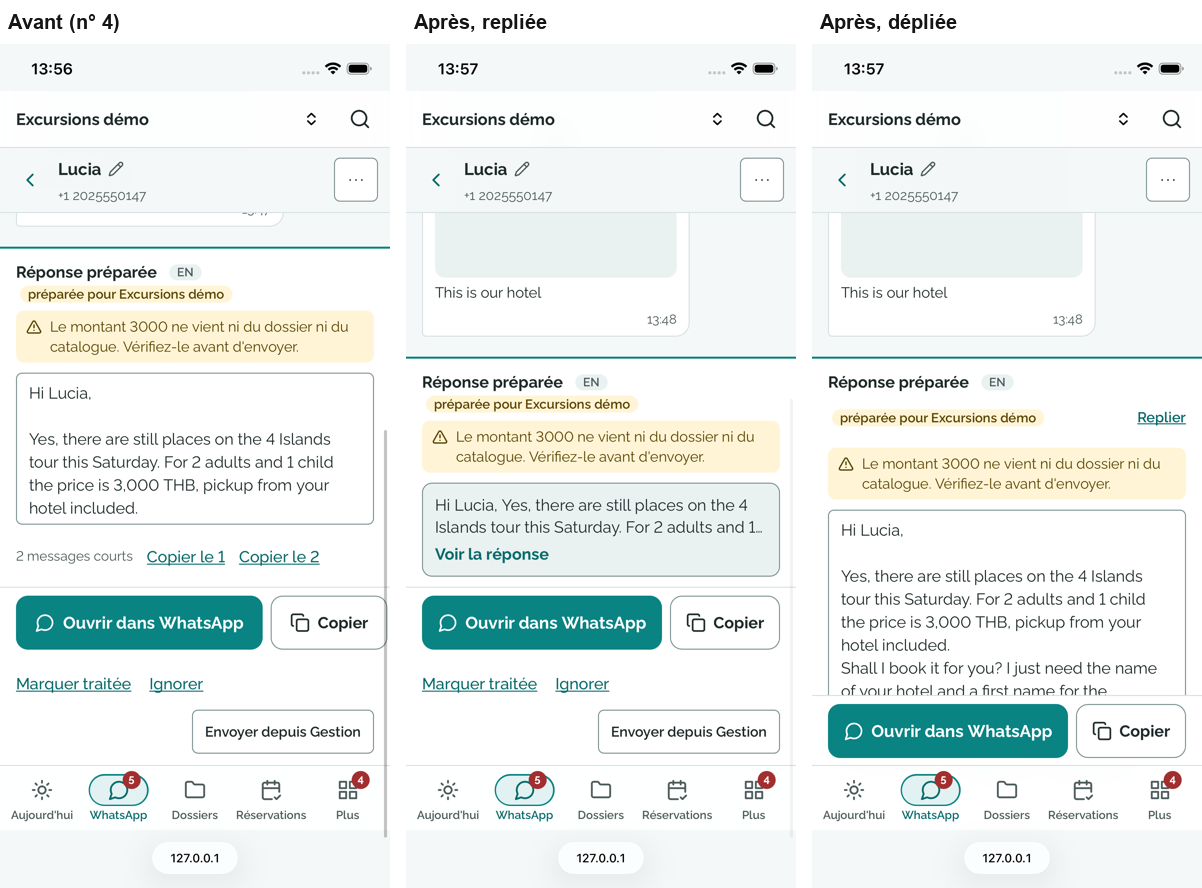 Avant (n° 4)
13:56
Excursions démo
Lucia
+1 2025550147
Réponse préparée EN
préparée pour Excursions démo
Le montant 3000 ne vient ni du dossier ni du
catalogue. Vérifiez-le avant d'envoyer.
Hi Lucia,
Yes, there are still places on the 4 Islands
tour this Saturday. For 2 adults and 1 child
the price is 3,000 THB, pickup from your
hotel included.
2 messages courts Copier le 1 Copier le 2
Ouvrir dans WhatsApp Copier
Marquer traitée Ignorer
Envoyer depuis Gestion
5 4
Aujourd'hui WhatsApp Dossiers Réservations Plus
127.0.0.1
Après, repliée
13:57
Excursions démo
Lucia
+1 2025550147
This is our hotel
13:48
Réponse préparée EN
préparée pour Excursions démo
Le montant 3000 ne vient ni du dossier ni du
catalogue. Vérifiez-le avant d'envoyer.
Hi Lucia, Yes, there are still places on the 4
Islands tour this Saturday. For 2 adults and 1...
Voir la réponse
Ouvrir dans WhatsApp Copier
Marquer traitée Ignorer
Envoyer depuis Gestion
5 4
Aujourd'hui WhatsApp Dossiers Réservations Plus
127.0.0.1
Après, dépliée
13:57
Excursions démo
Lucia
+1 2025550147
This is our hotel
13:48
Réponse préparée EN
préparée pour Excursions démo Replier
Le montant 3000 ne vient ni du dossier ni du
catalogue. Vérifiez-le avant d'envoyer.
Hi Lucia,
Yes, there are still places on the 4 Islands
tour this Saturday. For 2 adults and 1 child
the price is 3,000 THB, pickup from your
hotel included.
Shall I book it for you? I just need the name
of your hotel and a first name for the
Ouvrir dans WhatsApp Copier
5 4
Aujourd'hui WhatsApp Dossiers Réservations Plus
127.0.0.1